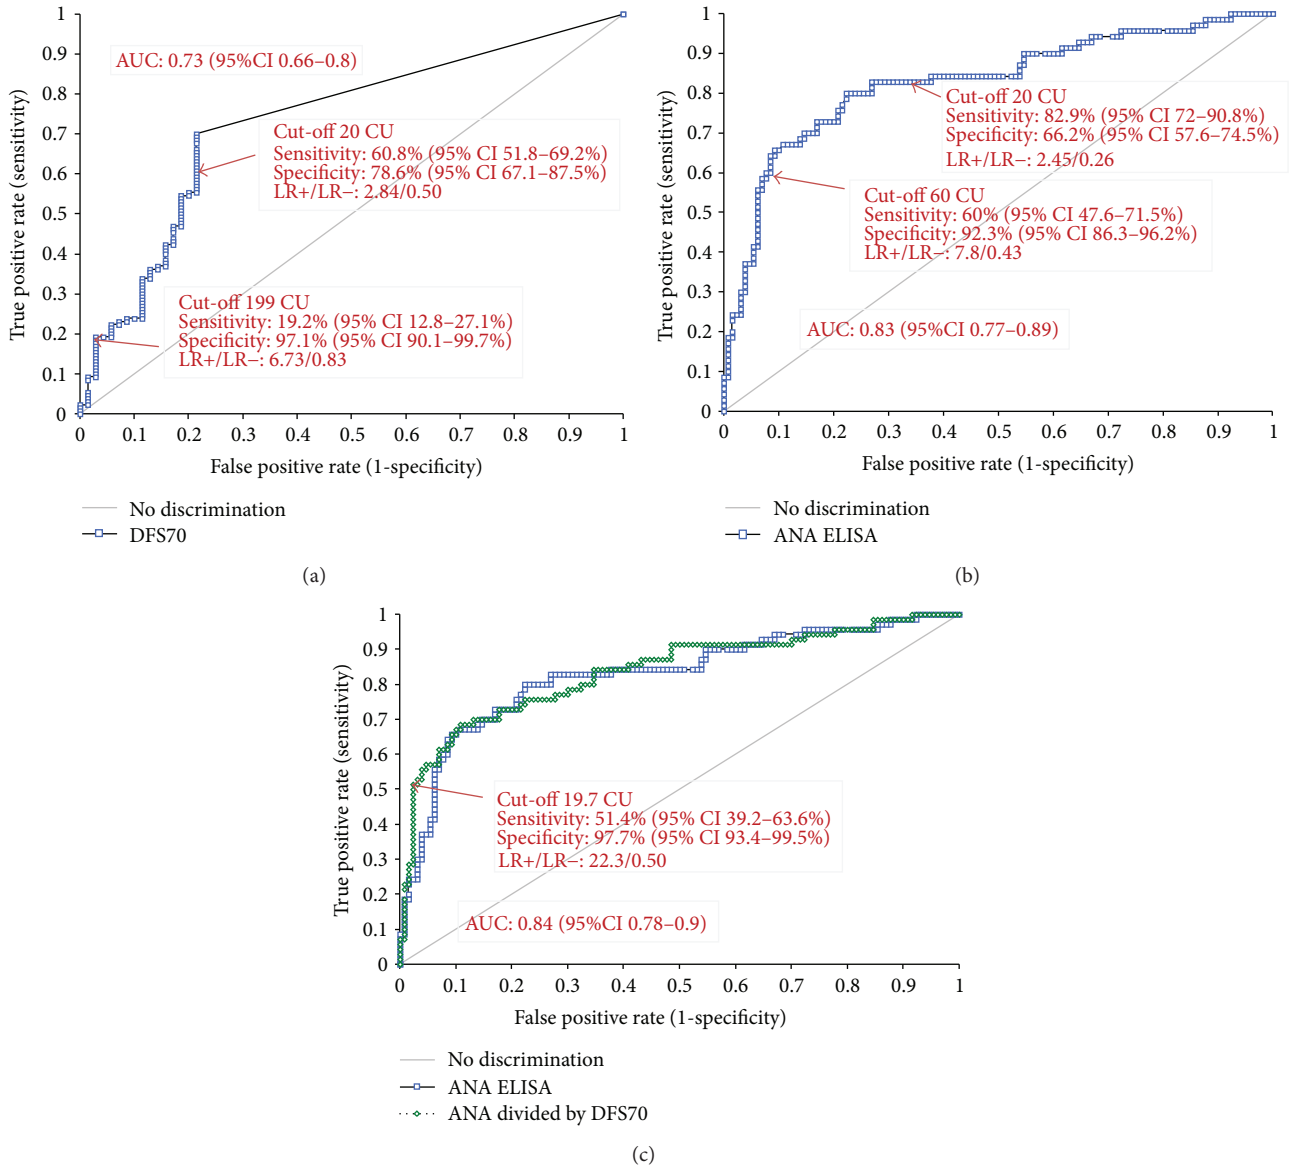 1
0.9
0.8
0.7
0.6
0.5
0.4
0.3
0.2
0.1
0
True positive rate (sensitivity)
AUC: 0.73 (95%CI 0.66–0.8)
Cut-off 20 CU
Sensitivity: 60.8% (95% CI 51.8–69.2%)
Specificity: 78.6% (95% CI 67.1–87.5%)
LR+/LR−: 2.84/0.50
Cut-off 199 CU
Sensitivity: 19.2% (95% CI 12.8–27.1%)
Specificity: 97.1% (95% CI 90.1–99.7%)
LR+/LR−: 6.73/0.83
0 0.1 0.2 0.3 0.4 0.5 0.6 0.7 0.8 0.9 1
False positive rate (1-specificity)
No discrimination
DFS70
(a)
1
0.9
0.8
0.7
0.6
0.5
0.4
0.3
0.2
0.1
0
True positive rate (sensitivity)
Cut-off 20 CU
Sensitivity: 82.9% (95% CI 72–90.8%)
Specificity: 66.2% (95% CI 57.6–74.5%)
LR+/LR−: 2.45/0.26
Cut-off 60 CU
Sensitivity: 60% (95% CI 47.6–71.5%)
Specificity: 92.3% (95% CI 86.3–96.2%)
LR+/LR−: 7.8/0.43
AUC: 0.83 (95%CI 0.77–0.89)
0 0.1 0.2 0.3 0.4 0.5 0.6 0.7 0.8 0.9 1
False positive rate (1-specificity)
No discrimination
ANA ELISA
(b)
1
0.9
0.8
0.7
0.6
0.5
0.4
0.3
0.2
0.1
0
True positive rate (sensitivity)
Cut-off 19.7 CU
Sensitivity: 51.4% (95% CI 39.2–63.6%)
Specificity: 97.7% (95% CI 93.4–99.5%)
LR+/LR−: 22.3/0.50
AUC: 0.84 (95%CI 0.78–0.9)
0 0.1 0.2 0.3 0.4 0.5 0.6 0.7 0.8 0.9 1
False positive rate (1-specificity)
No discrimination
ANA ELISA
ANA divided by DFS70
(c)